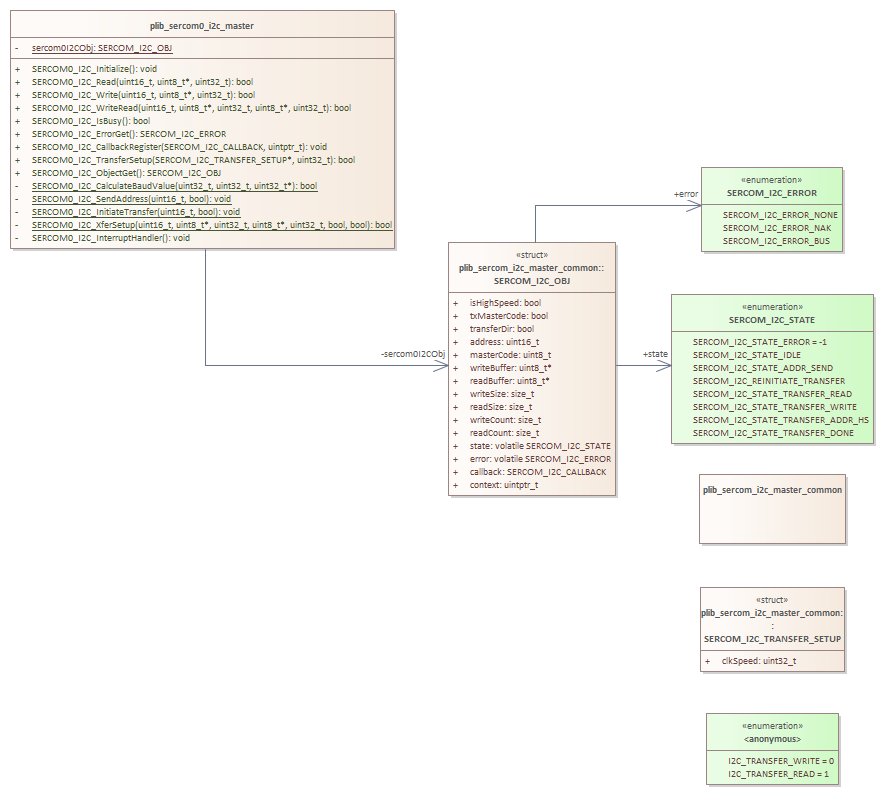 plib_sercom0_i2c_master
- sercom0I2CObj: SERCOM_I2C_OBJ
+ SERCOM0_I2C_Initialize(): void
+ SERCOM0_I2C_Read(uint16_t, uint8_t*, uint32_t): bool
+ SERCOM0_I2C_Write(uint16_t, uint8_t*, uint32_t): bool
+ SERCOM0_I2C_WriteRead(uint16_t, uint8_t*, uint32_t, uint8_t*, uint32_t): bool
+ SERCOM0_I2C_IsBusy(): bool
+ SERCOM0_I2C_ErrorGet(): SERCOM_I2C_ERROR
+ SERCOM0_I2C_CallbackRegister(SERCOM_I2C_CALLBACK, uintptr_t): void
+ SERCOM0_I2C_TransferSetup(SERCOM_I2C_TRANSFER_SETUP*, uint32_t): bool
+ SERCOM0_I2C_ObjectGet(): SERCOM_I2C_OBJ
- SERCOM0_I2C_CalculateBaudValue(uint32_t, uint32_t, uint32_t*): bool
- SERCOM0_I2C_SendAddress(uint16_t, bool): void
- SERCOM0_I2C_InitiateTransfer(uint16_t, bool): void
- SERCOM0_I2C_XferSetup(uint16_t, uint8_t*, uint32_t, uint8_t*, uint32_t, bool, bool): bool
- SERCOM0_I2C_InterruptHandler(): void
-sercom0I2CObj
«struct»
plib_sercom_i2c_master_common::
SERCOM_I2C_OBJ
+ isHighSpeed: bool
+ txMasterCode: bool
+ transferDir: bool
+ address: uint16_t
+ masterCode: uint8_t
+ writeBuffer: uint8_t*
+ readBuffer: uint8_t*
+ writeSize: size_t
+ readSize: size_t
+ writeCount: size_t
+ readCount: size_t
+ state: volatile SERCOM_I2C_STATE
+ error: volatile SERCOM_I2C_ERROR
+ callback: SERCOM_I2C_CALLBACK
+ context: uintptr_t
+error
«enumeration»
SERCOM_I2C_ERROR
SERCOM_I2C_ERROR_NONE
SERCOM_I2C_ERROR_NAK
SERCOM_I2C_ERROR_BUS
+state
«enumeration»
SERCOM_I2C_STATE
SERCOM_I2C_STATE_ERROR = -1
SERCOM_I2C_STATE_IDLE
SERCOM_I2C_STATE_ADDR_SEND
SERCOM_I2C_REINITIATE_TRANSFER
SERCOM_I2C_STATE_TRANSFER_READ
SERCOM_I2C_STATE_TRANSFER_WRITE
SERCOM_I2C_STATE_TRANSFER_ADDR_HS
SERCOM_I2C_STATE_TRANSFER_DONE
plib_sercom_i2c_master_common
«struct»
plib_sercom_i2c_master_common:
:
SERCOM_I2C_TRANSFER_SETUP
+ clkSpeed: uint32_t
«enumeration»
<anonymous>
I2C_TRANSFER_WRITE = 0
I2C_TRANSFER_READ = 1